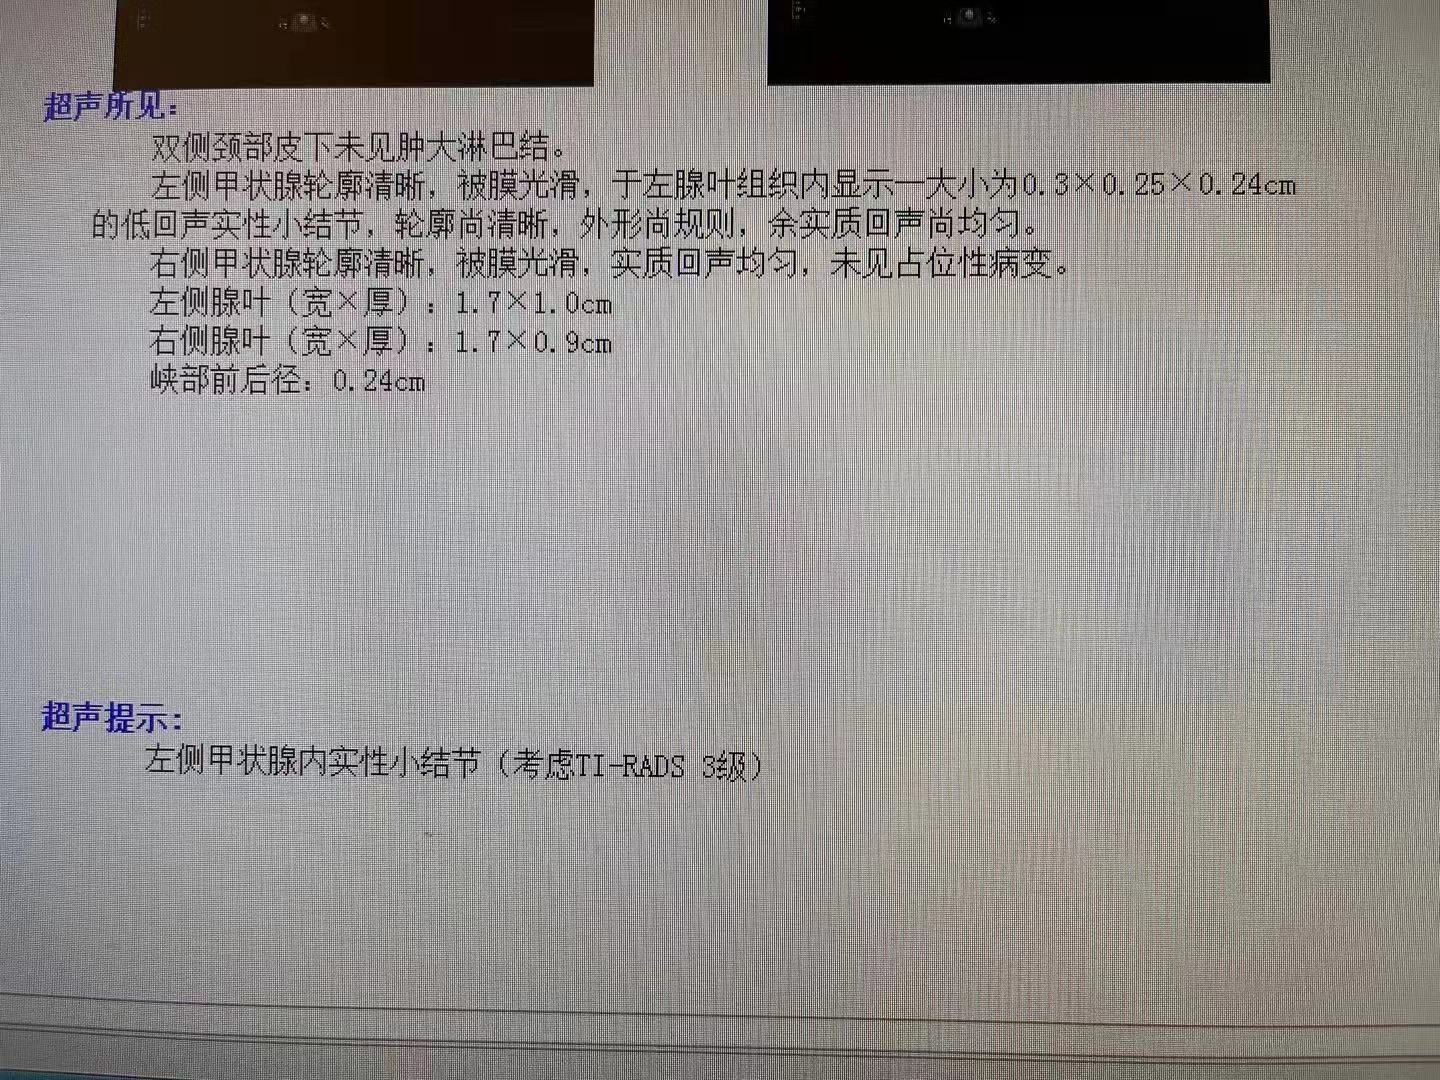 超声所见：
双侧颈部皮下未见肿大淋巴结。
左侧甲状腺轮廓清晰，被膜光滑，于左腺叶组织内显示一大小为0.3×0.25×0.24cm
的低回声实性小结节，轮廓尚清晰，外形尚规则，余实质回声尚均匀。
右侧甲状腺轮廓清晰，被膜光滑，实质回声均匀，未见占位性病变。
左侧腺叶（宽×厚）：1.7×1.0cm
右侧腺叶（宽×厚）：1.7×0.9cm
峡部前后径：0.24cm
超声提示：
左侧甲状腺内实性小结节（考虑TI-RADS 3级）